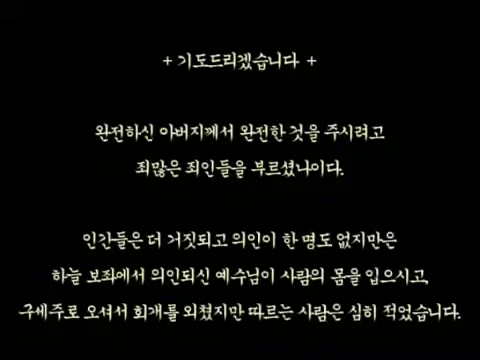 + 기도드리겠습니다 +
완전하신 아버지께서 완전한 것을 주시려고
죄많은 죄인들을 부르셨나이다.
인간들은 더 거짓되고 의인이 한 명도 없지만은
하늘 보좌에서 의인되신 예수님이 사람의 몸을 입으시고,
구세주로 오셔서 회개를 외쳤지만 따르는 사람은 심히 적었습니다.